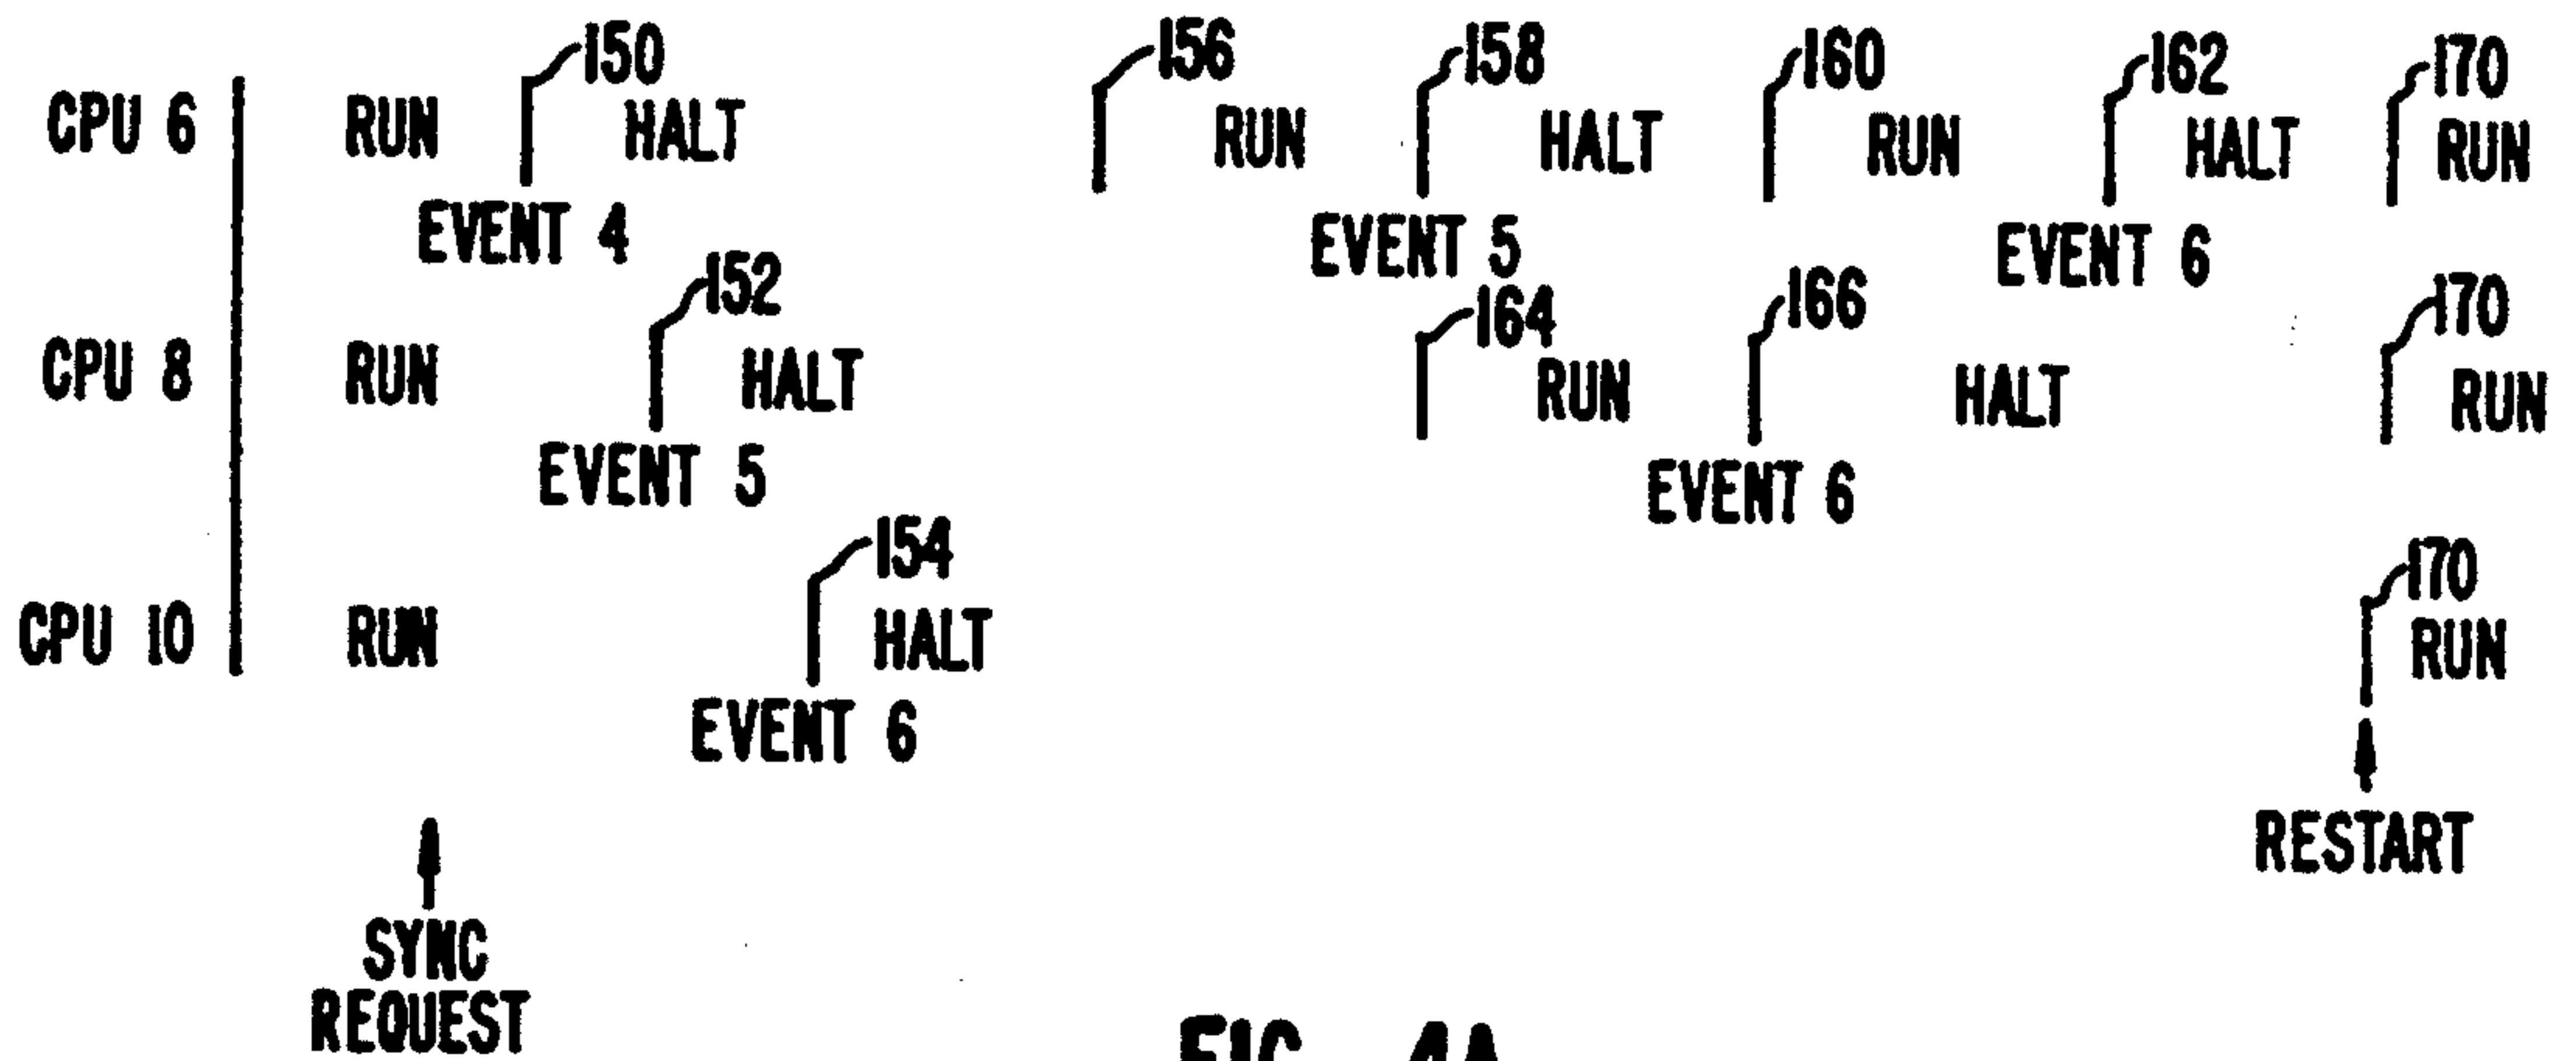 150 156 158 160 162 170
CPU 6 RUN HALT RUN HALT RUN HALT RUN
EVENT 4 EVENT 5 EVENT 6
152 164 166 170
CPU 8 RUN HALT RUN HALT RUN
EVENT 5 EVENT 6
154 170
CPU 10 RUN HALT RUN
EVENT 6
RESTART
SYNC
REQUEST
FIG. 4A